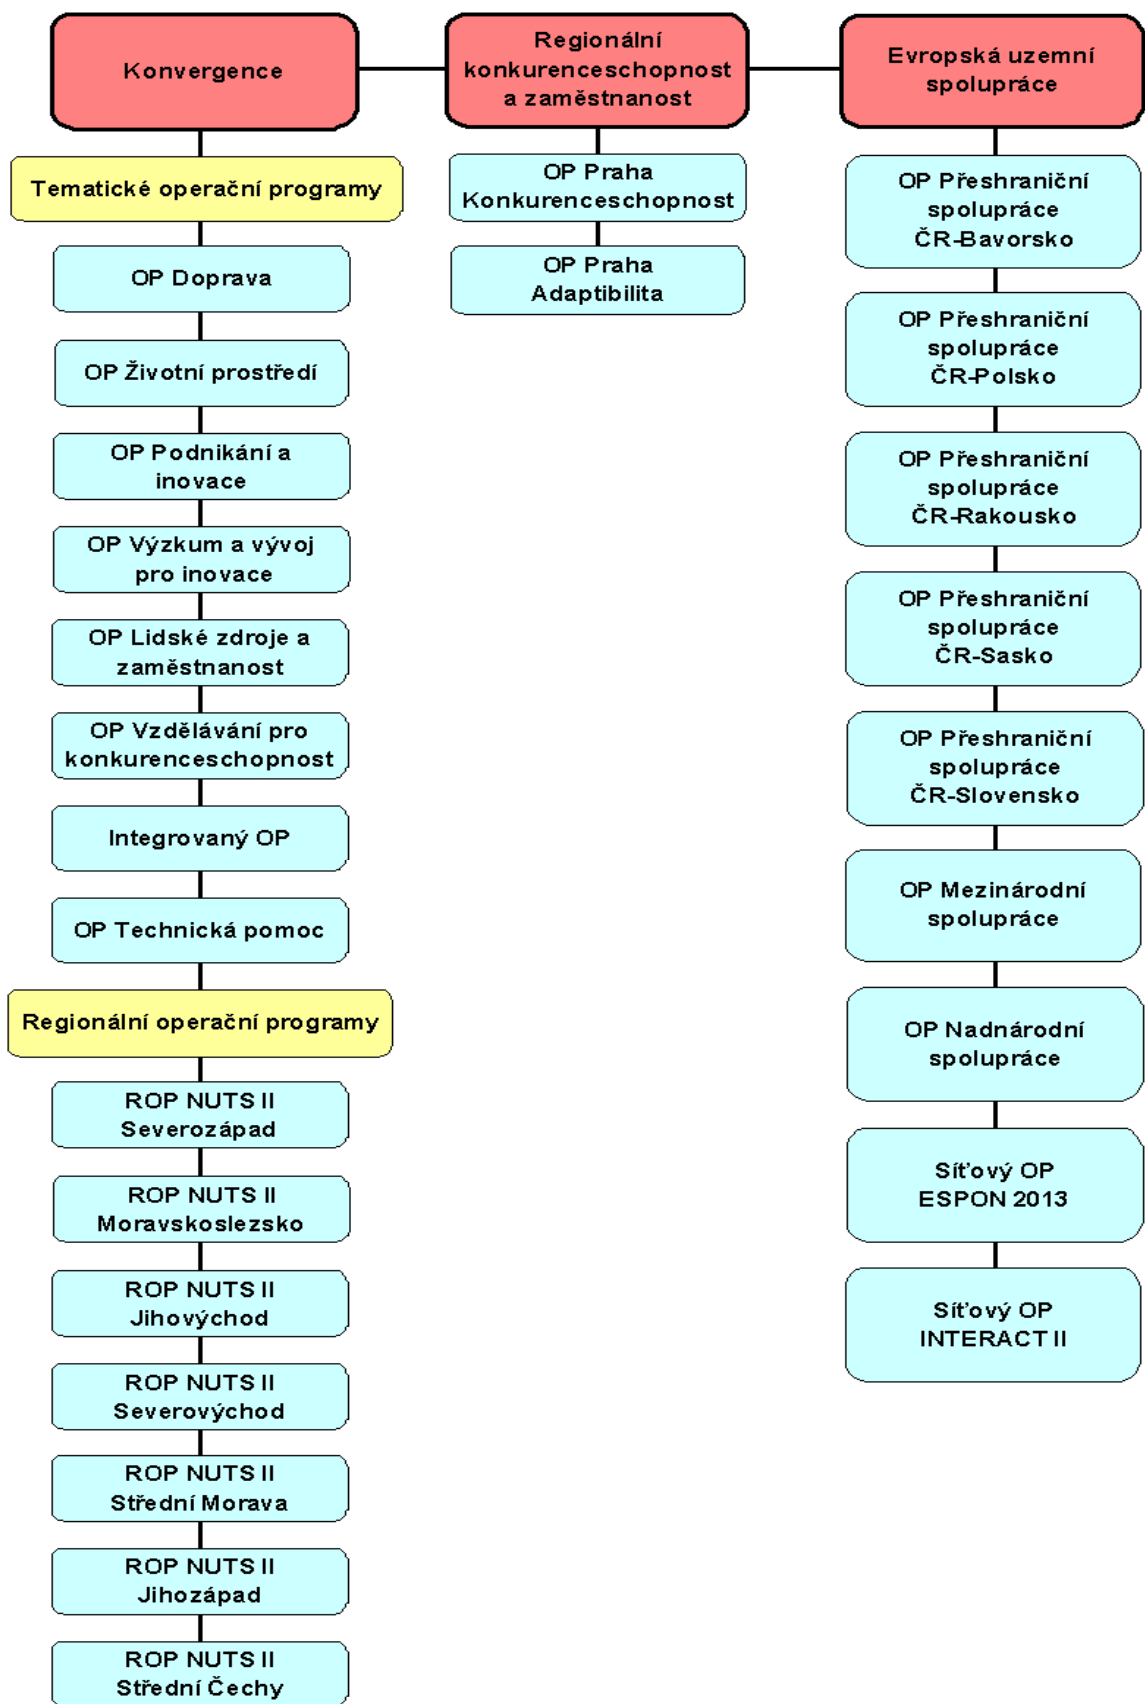 Konvergence
Tematické operační programy
OP Doprava
OP Životní prostředí
OP Podnikání a
inovace
OP Výzkum a vývoj
pro inovace
OP Lidské zdroje a
zaměstnanost
OP Vzdělávání pro
konkurenceschopnost
Integrovaný OP
OP Technická pomoc
Regionální operační programy
ROP NUTS II
Severozápad
ROP NUTS II
Moravskoslezsko
ROP NUTS II
Jihovýchod
ROP NUTS II
Severovýchod
ROP NUTS II
Střední Morava
ROP NUTS II
Jihozápad
ROP NUTS II
Střední Čechy
Regionální
konkurenceschopnost
a zaměstnanost
OP Praha
Konkurenceschopnost
OP Praha
Adaptibilita
Evropská uzemní
spolupráce
OP Přeshraniční
spolupráce
ČR-Bavorsko
OP Přeshraniční
spolupráce
ČR-Polsko
OP Přeshraniční
spolupráce
ČR-Rakousko
OP Přeshraniční
spolupráce
ČR-Sasko
OP Přeshraniční
spolupráce
ČR-Slovensko
OP Mezinárodní
spolupráce
OP Nadnárodní
spolupráce
Síťový OP
ESPON 2013
Síťový OP
INTERACT II